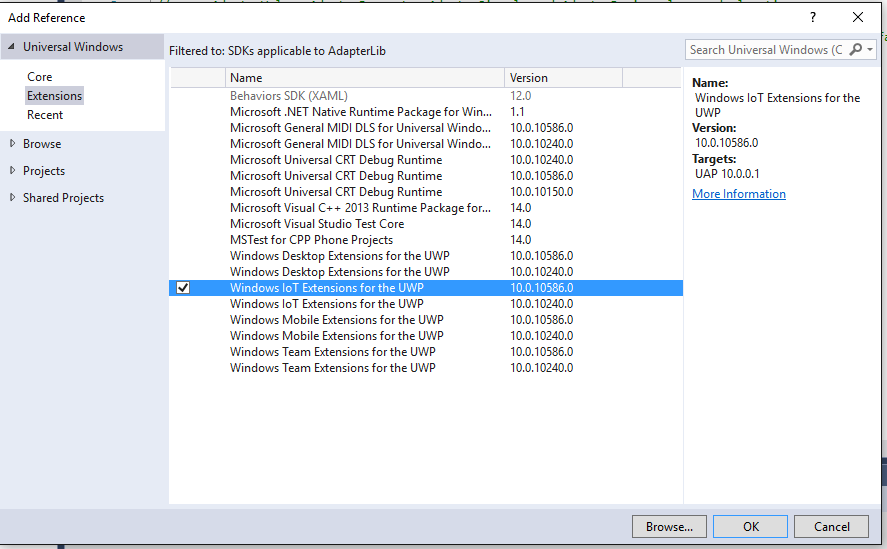 Add Reference
?
Universal Windows
Core
Extensions
Recent
Browse
Projects
Shared Projects
Filtered to: SDKs applicable to AdapterLib
Search Universal Windows (C
Name Version
Behaviors SDK (XAML) 12.0
Microsoft .NET Native Runtime Package for Win... 1.1
Microsoft General MIDI DLS for Universal Windo... 10.0.10586.0
Microsoft General MIDI DLS for Universal Windo... 10.0.10240.0
Microsoft Universal CRT Debug Runtime 10.0.10240.0
Microsoft Universal CRT Debug Runtime 10.0.10586.0
Microsoft Universal CRT Debug Runtime 10.0.10150.0
Microsoft Visual C++ 2013 Runtime Package for... 14.0
Microsoft Visual Studio Test Core 14.0
MSTest for CPP Phone Projects 14.0
Windows Desktop Extensions for the UWP 10.0.10586.0
Windows Desktop Extensions for the UWP 10.0.10240.0
Windows IoT Extensions for the UWP 10.0.10586.0
Windows IoT Extensions for the UWP 10.0.10240.0
Windows Mobile Extensions for the UWP 10.0.10586.0
Windows Mobile Extensions for the UWP 10.0.10240.0
Windows Team Extensions for the UWP 10.0.10586.0
Windows Team Extensions for the UWP 10.0.10240.0
Name:
Windows IoT Extensions for the
UWP
Version:
10.0.10586.0
Targets:
UAP 10.0.0.1
More Information
Browse... OK Cancel